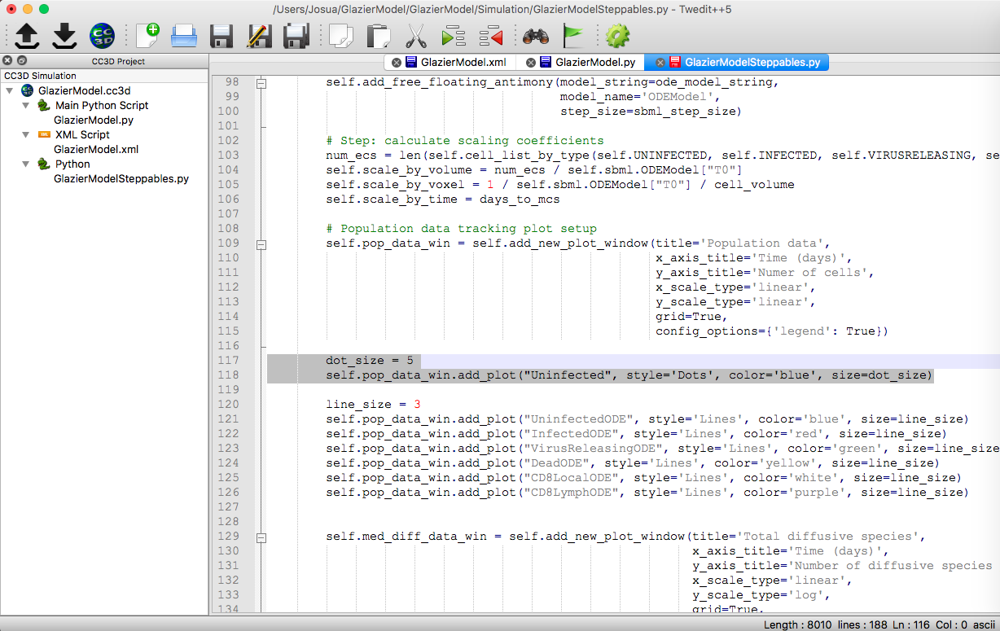 /Users/Josua/GlazierModel/GlazierModel/Simulation/GlazierModelSteppables.py - Twedit++5
CC3D
CC3D Project
GlazierModel.xml
GlazierModel.py
GlazierModelSteppables.py
CC3D Simulation
GlazierModel.cc3d
Main Python Script
GlazierModel.py
XML Script
GlazierModel.xml
Python
GlazierModelSteppables.py
98 self.add_free_floating_antimony(model_string=ode_model_string,
99 model_name='ODEModel',
100 step_size=sbml_step_size)
101
102 # Step: calculate scaling coefficients
103 num_ecs = len(self.cell_list_by_type(self.UNINFECTED, self.INFECTED, self.VIRUSRELEASING, se
104 self.scale_by_volume = num_ecs / self.sbml.ODEModel["T0"]
105 self.scale_by_voxel = 1 / self.sbml.ODEModel["T0"] / cell_volume
106 self.scale_by_time = days_to_mcs
107
108 # Population data tracking plot setup
109 self.pop_data_win = self.add_new_plot_window(title='Population data',
110 x_axis_title='Time (days)',
111 y_axis_title='Numer of cells',
112 x_scale_type='linear',
113 y_scale_type='linear',
114 grid=True,
115 config_options={'legend': True})
116
117 dot_size = 5
118 self.pop_data_win.add_plot("Uninfected", style='Dots', color='blue', size=dot_size)
119
120 line_size = 3
121 self.pop_data_win.add_plot("UninfectedODE", style='Lines', color='blue', size=line_size)
122 self.pop_data_win.add_plot("InfectedODE", style='Lines', color='red', size=line_size)
123 self.pop_data_win.add_plot("VirusReleasingODE", style='Lines', color='green', size=line_size
124 self.pop_data_win.add_plot("DeadODE", style='Lines', color='yellow', size=line_size)
125 self.pop_data_win.add_plot("CD8LocalODE", style='Lines', color='white', size=line_size)
126 self.pop_data_win.add_plot("CD8LymphODE", style='Lines', color='purple', size=line_size)
127
128
129 self.med_diff_data_win = self.add_new_plot_window(title='Total diffusive species',
130 x_axis_title='Time (days)',
131 y_axis_title='Number of diffusive species
132 x_scale_type='linear',
133 y_scale_type='log',
134 grid=True,
Length : 8010 lines : 188 Ln : 116 Col : 0 ascii